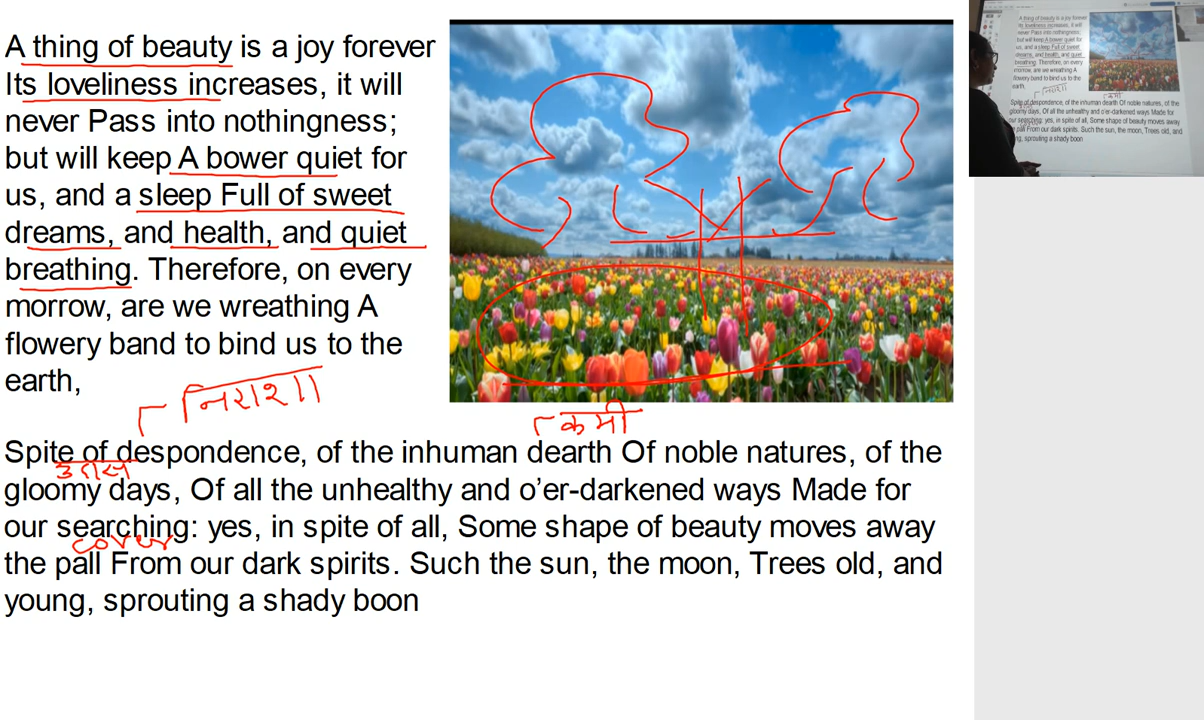 A thing of beauty is a joy forever
Its loveliness increases, it will
never Pass into nothingness;
but will keep A bower quiet for
us, and a sleep Full of sweet
dreams, and health, and quiet
breathing. Therefore, on every
morrow, are we wreathing A
flowery band to bind us to the
earth,
निराशा
कमी
Spite of despondence, of the inhuman dearth Of noble natures, of the
उदास
gloomy days, Of all the unhealthy and o’er-darkened ways Made for
our searching: yes, in spite of all, Some shape of beauty moves away
cover
the pall From our dark spirits. Such the sun, the moon, Trees old, and
young, sprouting a shady boon